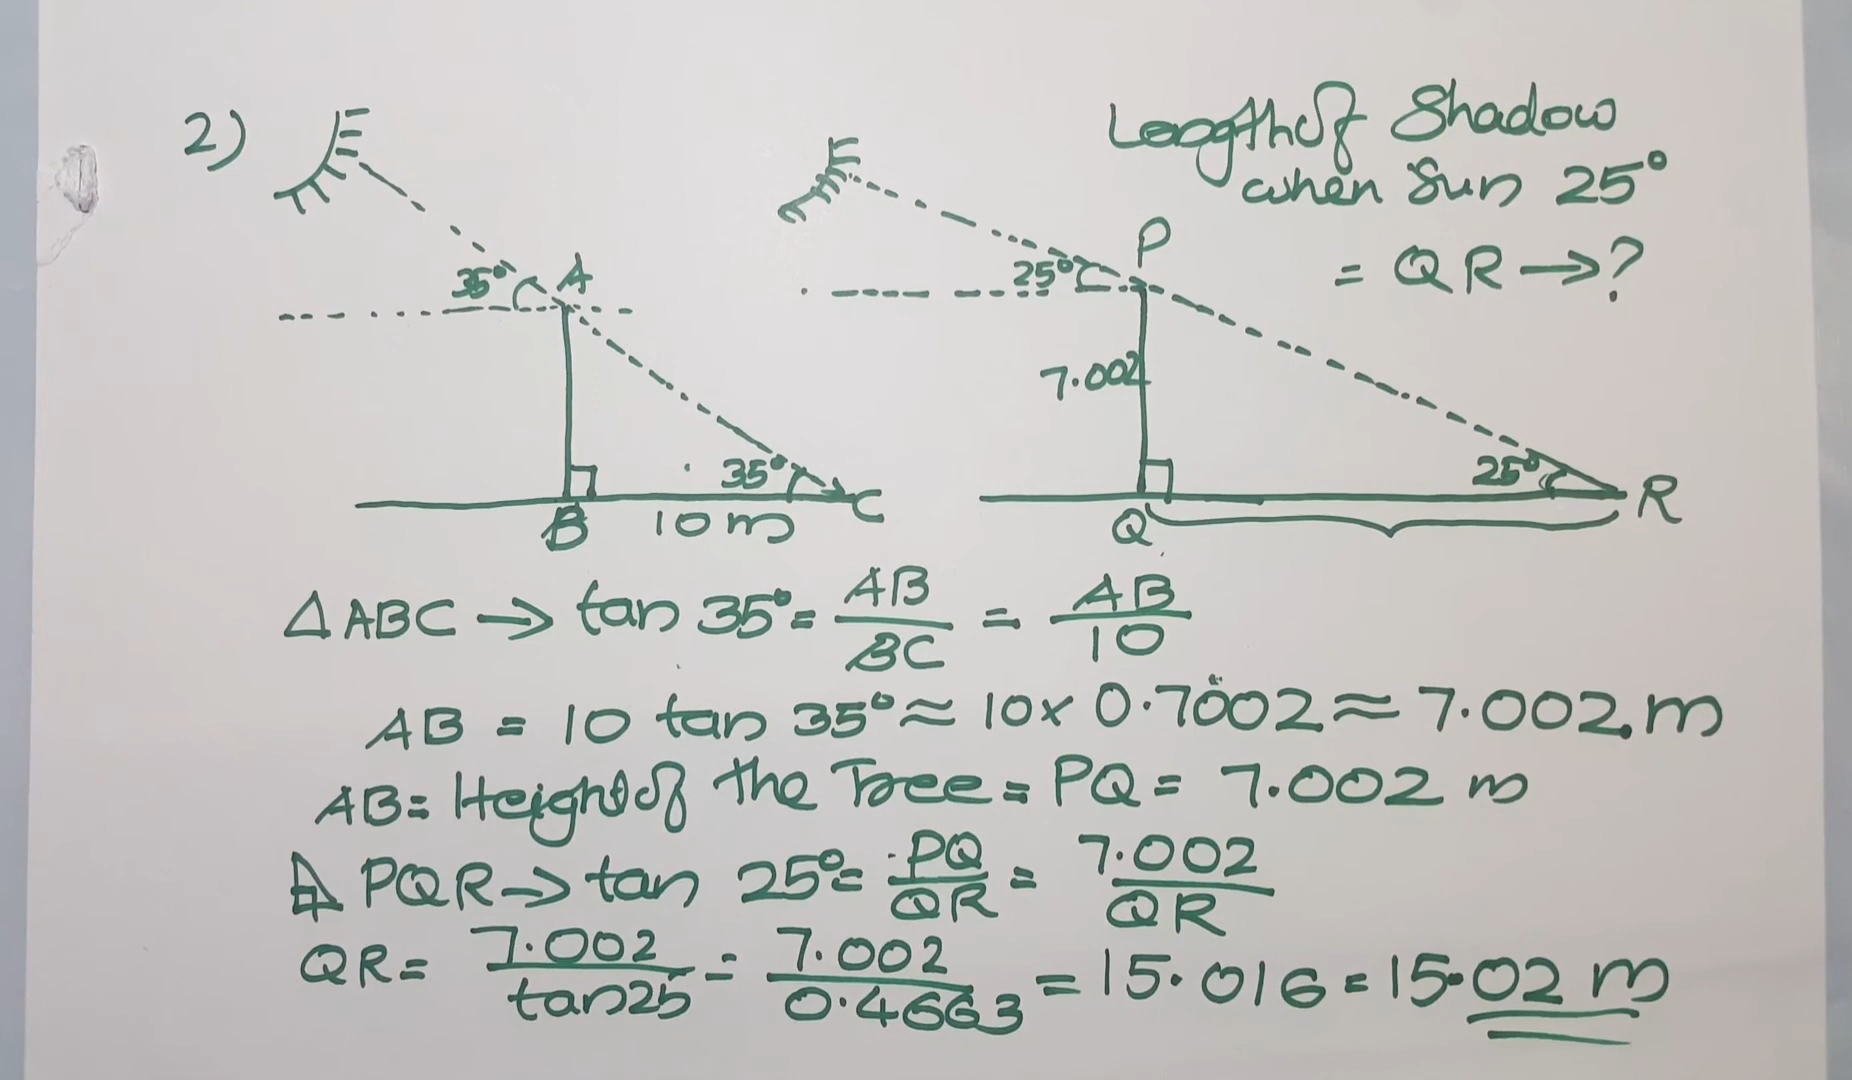 2)
Length of Shadow
when Sun 25°
= QR → ?
35° A
25° P
7.002
35°
25°
B 10 m C
Q R
△ ABC → tan 35° = AB/BC = AB/10
AB = 10 tan 35° ≈ 10 x 0.7002 ≈ 7.002 m
AB = Height of the Tree = PQ = 7.002 m
△ PQR → tan 25° = PQ/QR = 7.002/QR
QR = 7.002/tan25 = 7.002/0.4663 = 15.016 = 15.02 m